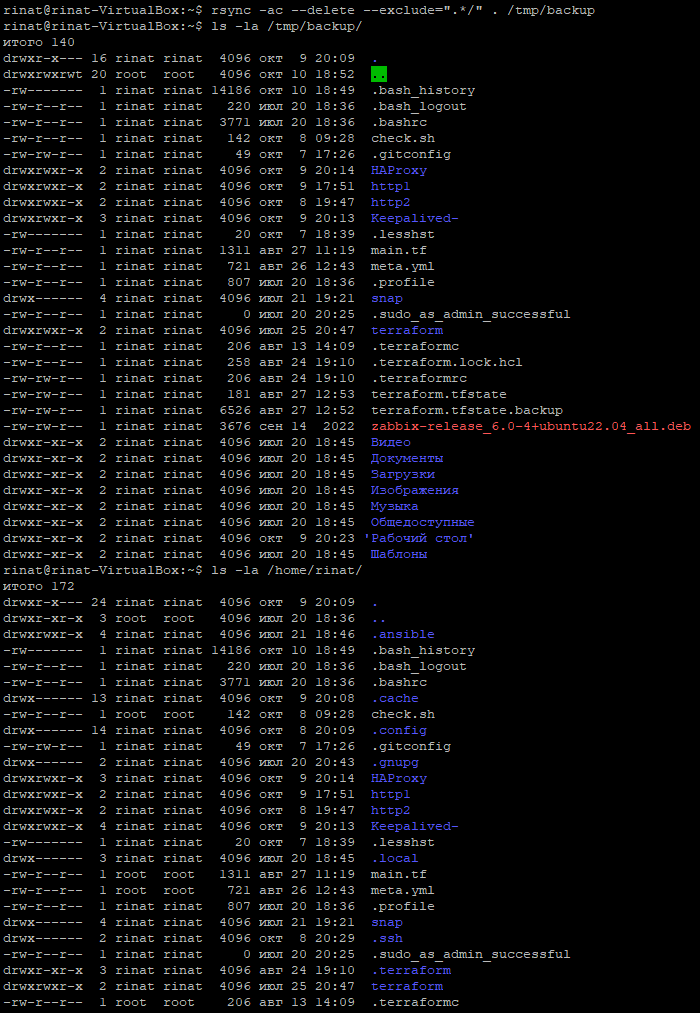 rinat@rinat-VirtualBox:~$ rsync -ac --delete --exclude=".*/" . /tmp/backup
rinat@rinat-VirtualBox:~$ ls -la /tmp/backup/
итого 140
drwxr-x--- 16 rinat rinat  4096 окт  9 20:09 .
drwxrwxrwt 20 root  root   4096 окт 10 18:52 ..
-rw-------  1 rinat rinat 14186 окт 10 18:49 .bash_history
-rw-r--r--  1 rinat rinat   220 июл 20 18:36 .bash_logout
-rw-r--r--  1 rinat rinat  3771 июл 20 18:36 .bashrc
-rw-r--r--  1 rinat rinat   142 окт  8 09:28 check.sh
-rw-rw-r--  1 rinat rinat    49 окт  7 17:26 .gitconfig
drwxrwxr-x  2 rinat rinat  4096 окт  9 20:14 HAProxy
drwxrwxr-x  2 rinat rinat  4096 окт  9 17:51 http1
drwxrwxr-x  2 rinat rinat  4096 окт  8 19:47 http2
drwxrwxr-x  3 rinat rinat  4096 окт  9 20:13 Keepalived-
-rw-------  1 rinat rinat    20 окт  7 18:39 .lesshst
-rw-r--r--  1 rinat rinat  1311 авг 27 11:19 main.tf
-rw-r--r--  1 rinat rinat   721 авг 26 12:43 meta.yml
-rw-r--r--  1 rinat rinat   807 июл 20 18:36 .profile
drwx------  4 rinat rinat  4096 июл 21 19:21 snap
-rw-r--r--  1 rinat rinat     0 июл 20 20:25 .sudo_as_admin_successful
drwxrwxr-x  2 rinat rinat  4096 июл 25 20:47 terraform
-rw-r--r--  1 rinat rinat   206 авг 13 14:09 .terraformc
-rw-r--r--  1 rinat rinat   258 авг 24 19:10 .terraform.lock.hcl
-rw-r--r--  1 rinat rinat   206 авг 24 19:10 .terraformrc
-rw-rw-r--  1 rinat rinat   181 авг 27 12:53 terraform.tfstate
-rw-rw-r--  1 rinat rinat  6526 авг 27 12:52 terraform.tfstate.backup
-rw-rw-r--  1 rinat rinat  3676 сен 14  2022 zabbix-release_6.0-4+ubuntu22.04_all.deb
drwxr-xr-x  2 rinat rinat  4096 июл 20 18:45 Видео
drwxr-xr-x  2 rinat rinat  4096 июл 20 18:45 Документы
drwxr-xr-x  2 rinat rinat  4096 июл 20 18:45 Загрузки
drwxr-xr-x  2 rinat rinat  4096 июл 20 18:45 Изображения
drwxr-xr-x  2 rinat rinat  4096 июл 20 18:45 Музыка
drwxr-xr-x  2 rinat rinat  4096 июл 20 18:45 Общедоступные
drwxr-xr-x  2 rinat rinat  4096 окт  9 20:23 'Рабочий стол'
drwxr-xr-x  2 rinat rinat  4096 июл 20 18:45 Шаблоны
rinat@rinat-VirtualBox:~$ ls -la /home/rinat/
итого 172
drwxr-x--- 24 rinat rinat  4096 окт  9 20:09 .
drwxr-xr-x  3 root  root   4096 июл 20 18:36 ..
drwxrwxr-x  4 rinat rinat  4096 июл 21 18:46 .ansible
-rw-------  1 rinat rinat 14186 окт 10 18:49 .bash_history
-rw-r--r--  1 rinat rinat   220 июл 20 18:36 .bash_logout
-rw-r--r--  1 rinat rinat  3771 июл 20 18:36 .bashrc
drwx------ 13 rinat rinat  4096 окт  9 20:08 .cache
-rw-r--r--  1 root  root    142 окт  8 09:28 check.sh
drwx------ 14 rinat rinat  4096 окт  8 20:09 .config
-rw-rw-r--  1 rinat rinat    49 окт  7 17:26 .gitconfig
drwx------  2 rinat rinat  4096 июл 20 20:43 .gnupg
drwxrwxr-x  3 rinat rinat  4096 окт  9 20:14 HAProxy
drwxrwxr-x  2 rinat rinat  4096 окт  9 17:51 http1
drwxrwxr-x  2 rinat rinat  4096 окт  8 19:47 http2
drwxrwxr-x  4 rinat rinat  4096 окт  9 20:13 Keepalived-
-rw-------  1 rinat rinat    20 окт  7 18:39 .lesshst
drwx------  3 rinat rinat  4096 июл 20 18:45 .local
-rw-r--r--  1 root  root   1311 авг 27 11:19 main.tf
-rw-r--r--  1 root  root    721 авг 26 12:43 meta.yml
-rw-r--r--  1 rinat rinat   807 июл 20 18:36 .profile
drwx------  4 rinat rinat  4096 июл 21 19:21 snap
drwx------  2 rinat rinat  4096 окт  8 20:29 .ssh
-rw-r--r--  1 rinat rinat     0 июл 20 20:25 .sudo_as_admin_successful
drwxr-xr-x  3 rinat rinat  4096 авг 24 19:10 .terraform
drwxrwxr-x  2 rinat rinat  4096 июл 25 20:47 terraform
-rw-r--r--  1 root  root    206 авг 13 14:09 .terraformc